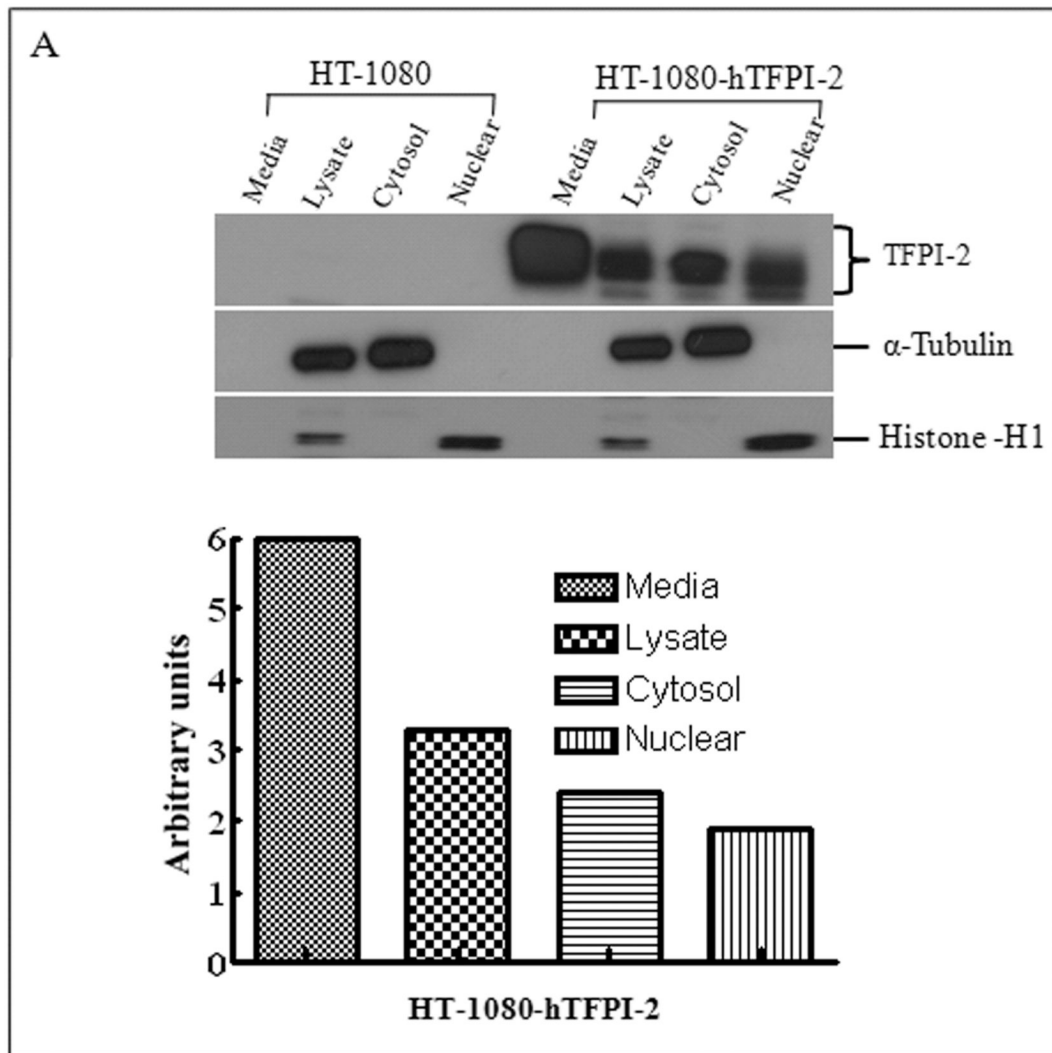 A
HT-1080 HT-1080-hTFPI-2
Media Lysate Cytosol Nuclear Media Lysate Cytosol Nuclear
TFPI-2
α-Tubulin
Histone -H1
6
5
4
3
2
1
0
Arbitrary units
Media
Lysate
Cytosol
Nuclear
HT-1080-hTFPI-2